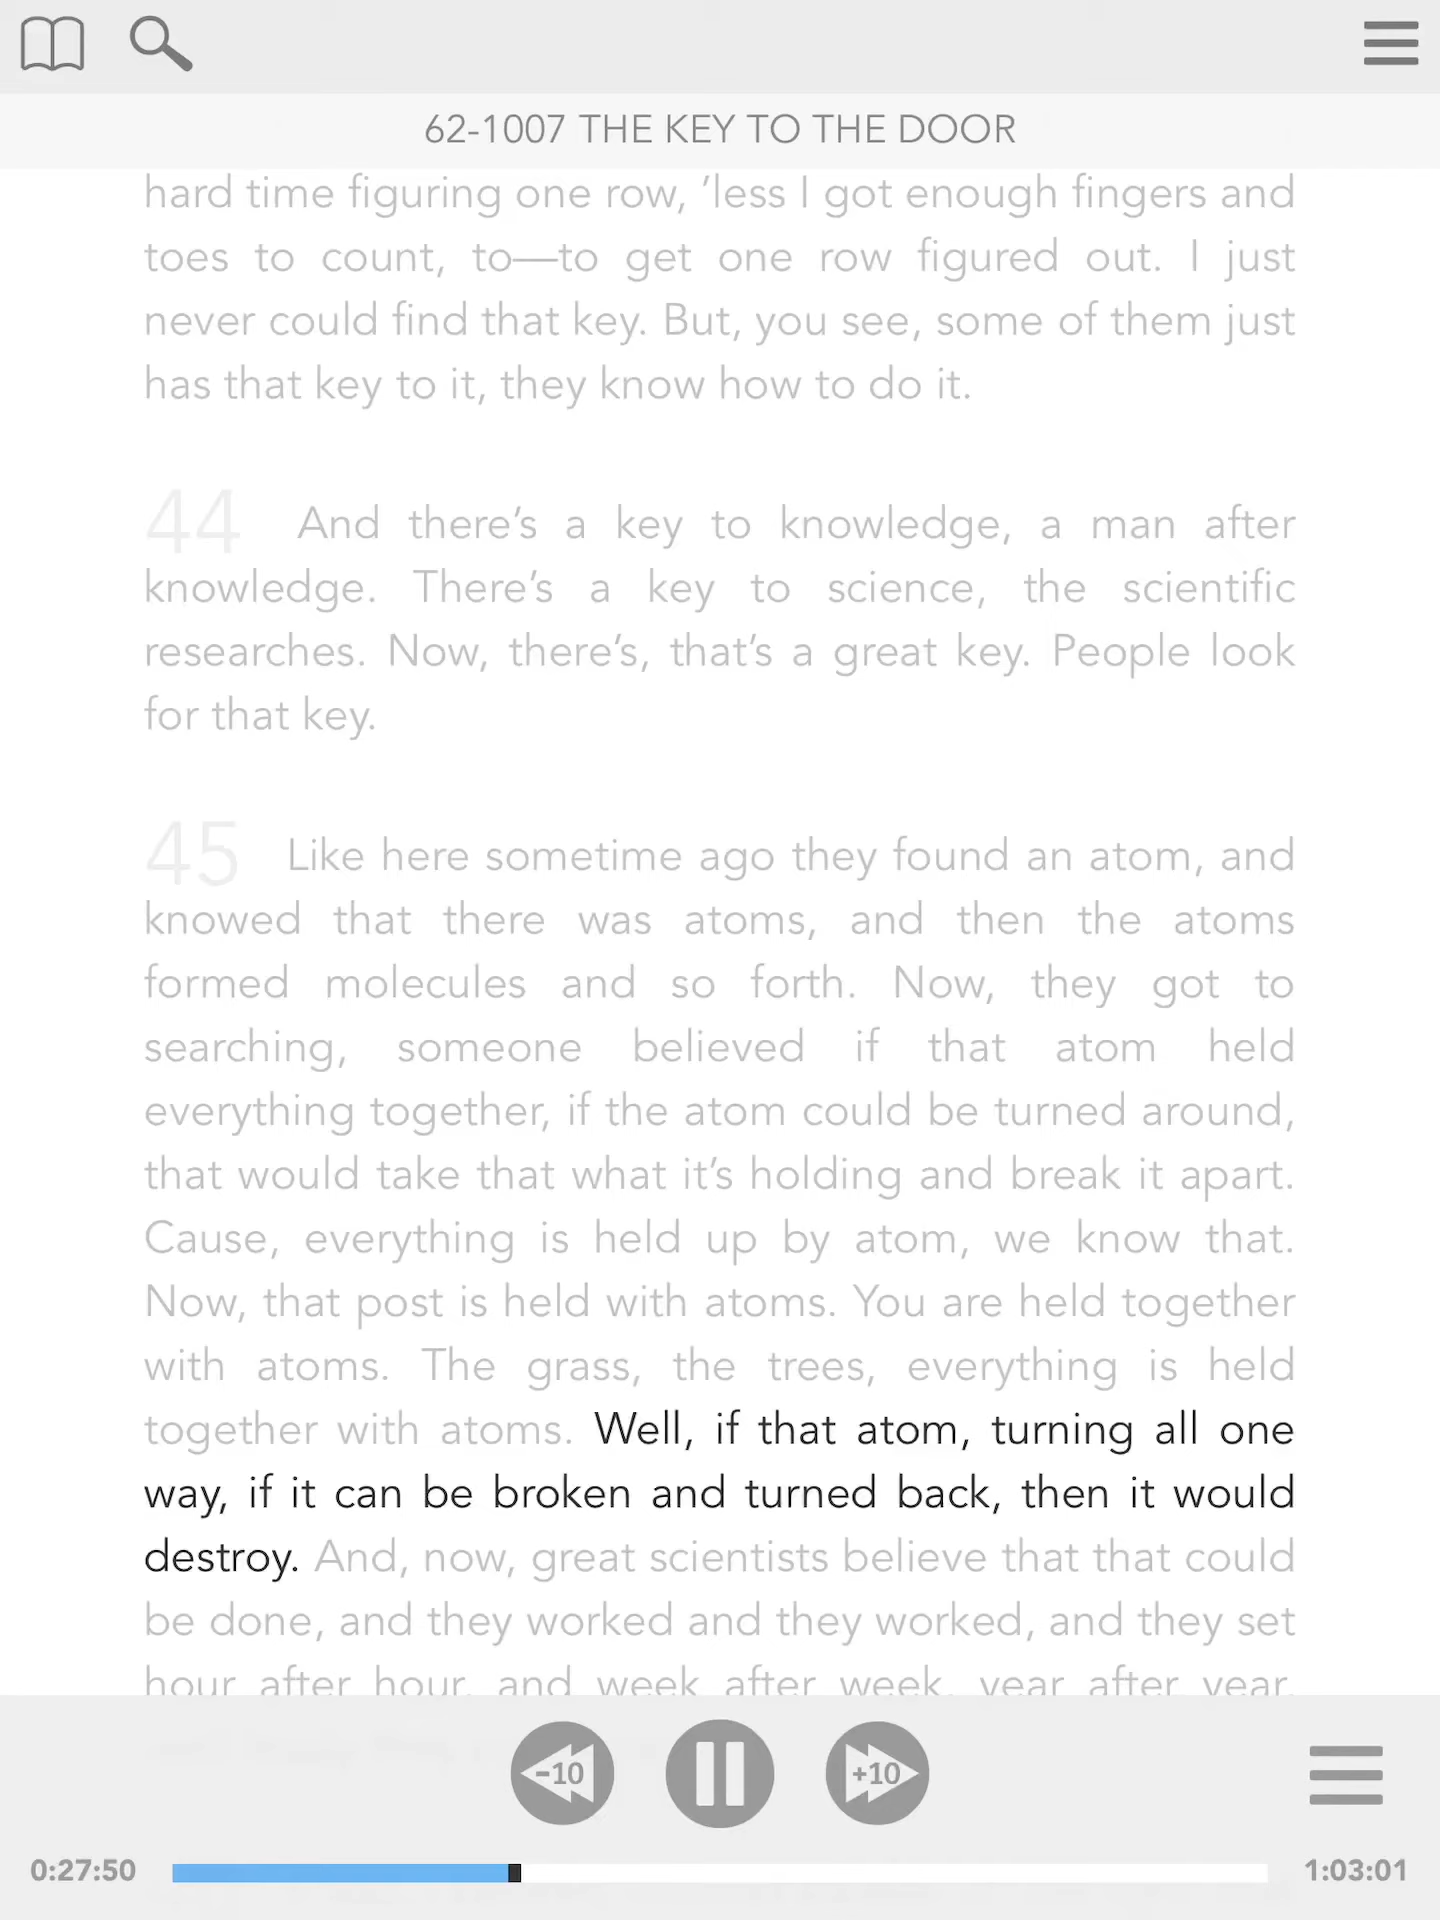 62-1007 THE KEY TO THE DOOR
hard time figuring one row, ’less I got enough fingers and
toes to count, to—to get one row figured out. I just
never could find that key. But, you see, some of them just
has that key to it, they know how to do it.
44 And there’s a key to knowledge, a man after
knowledge. There’s a key to science, the scientific
researches. Now, there’s, that’s a great key. People look
for that key.
45 Like here sometime ago they found an atom, and
knowed that there was atoms, and then the atoms
formed molecules and so forth. Now, they got to
searching, someone believed if that atom held
everything together, if the atom could be turned around,
that would take that what it’s holding and break it apart.
Cause, everything is held up by atom, we know that.
Now, that post is held with atoms. You are held together
with atoms. The grass, the trees, everything is held
together with atoms. Well, if that atom, turning all one
way, if it can be broken and turned back, then it would
destroy. And, now, great scientists believe that that could
be done, and they worked and they worked, and they set
hour after hour, and week after week, year after year,
-10 +10
0:27:50 1:03:01